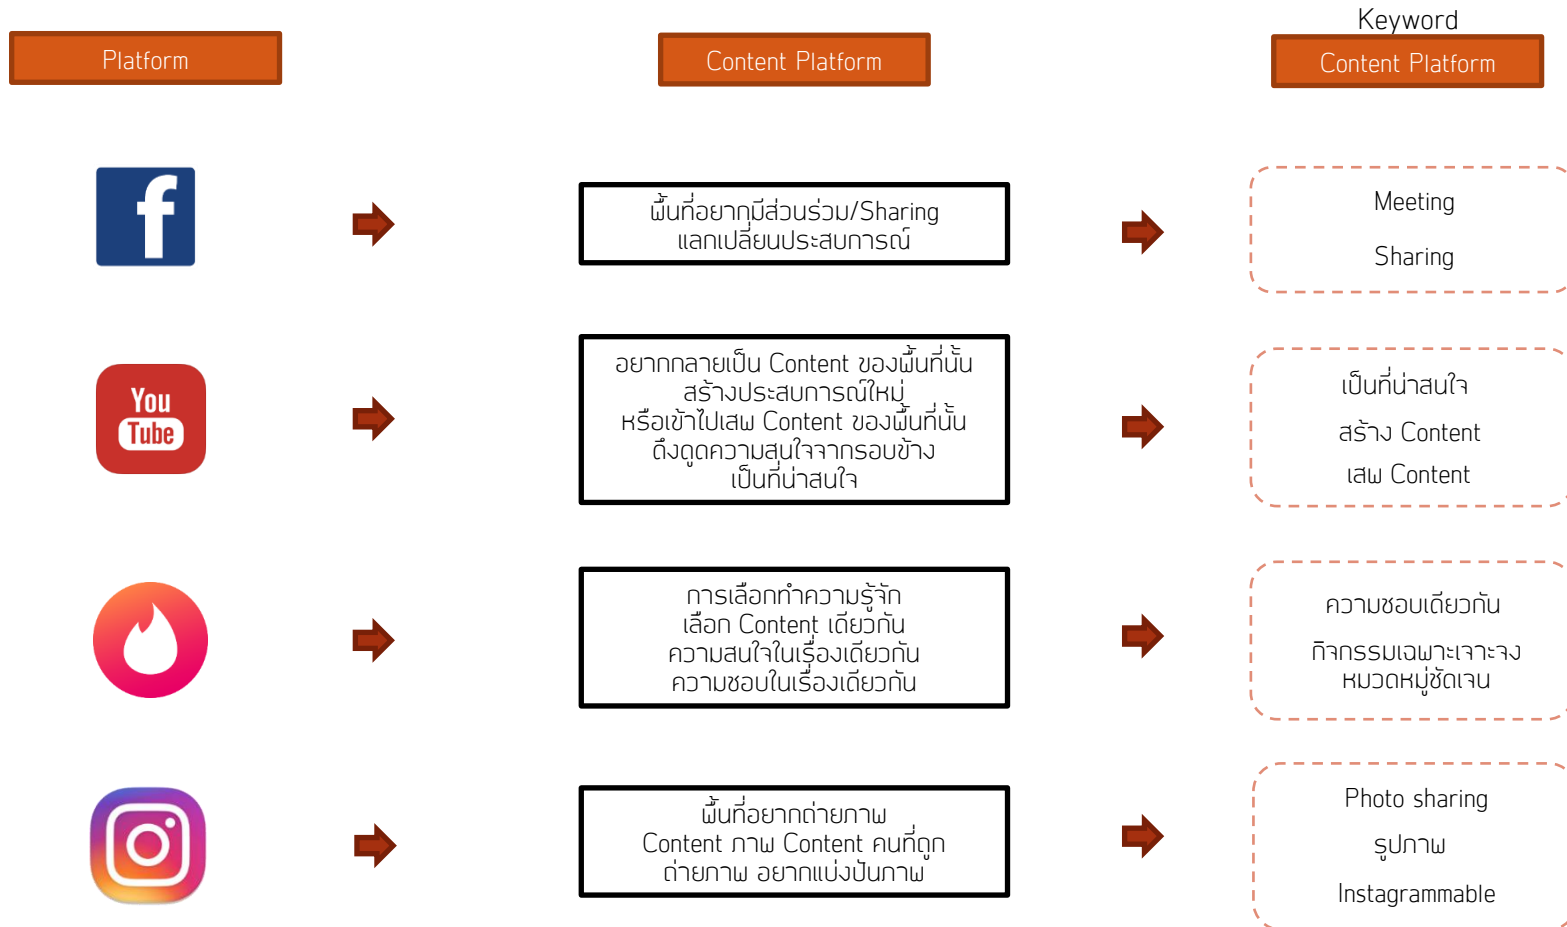 Keyword
Platform
Content Platform
Content Platform
f
พื้นที่อยากมีส่วนร่วม/Sharing
แลกเปลี่ยนประสบการณ์
Meeting
Sharing
You
Tube
อยากกลายเป็น Content ของพื้นที่นั้น
สร้างประสบการณ์ใหม่
หรือเข้าไปเสพ Content ของพื้นที่นั้น
ดึงดูดความสนใจจากรอบข้าง
เป็นที่น่าสนใจ
เป็นที่น่าสนใจ
สร้าง Content
เสพ Content
การเลือกทำความรู้จัก
เลือก Content เดียวกัน
ความสนใจในเรื่องเดียวกัน
ความชอบในเรื่องเดียวกัน
ความชอบเดียวกัน
กิจกรรมเฉพาะเจาะจง
หมวดหมู่ชัดเจน
พื้นที่อยากถ่ายภาพ
Content ภาพ Content คนที่ถูก
ถ่ายภาพ อยากแบ่งปันภาพ
Photo sharing
รูปภาพ
Instagrammable